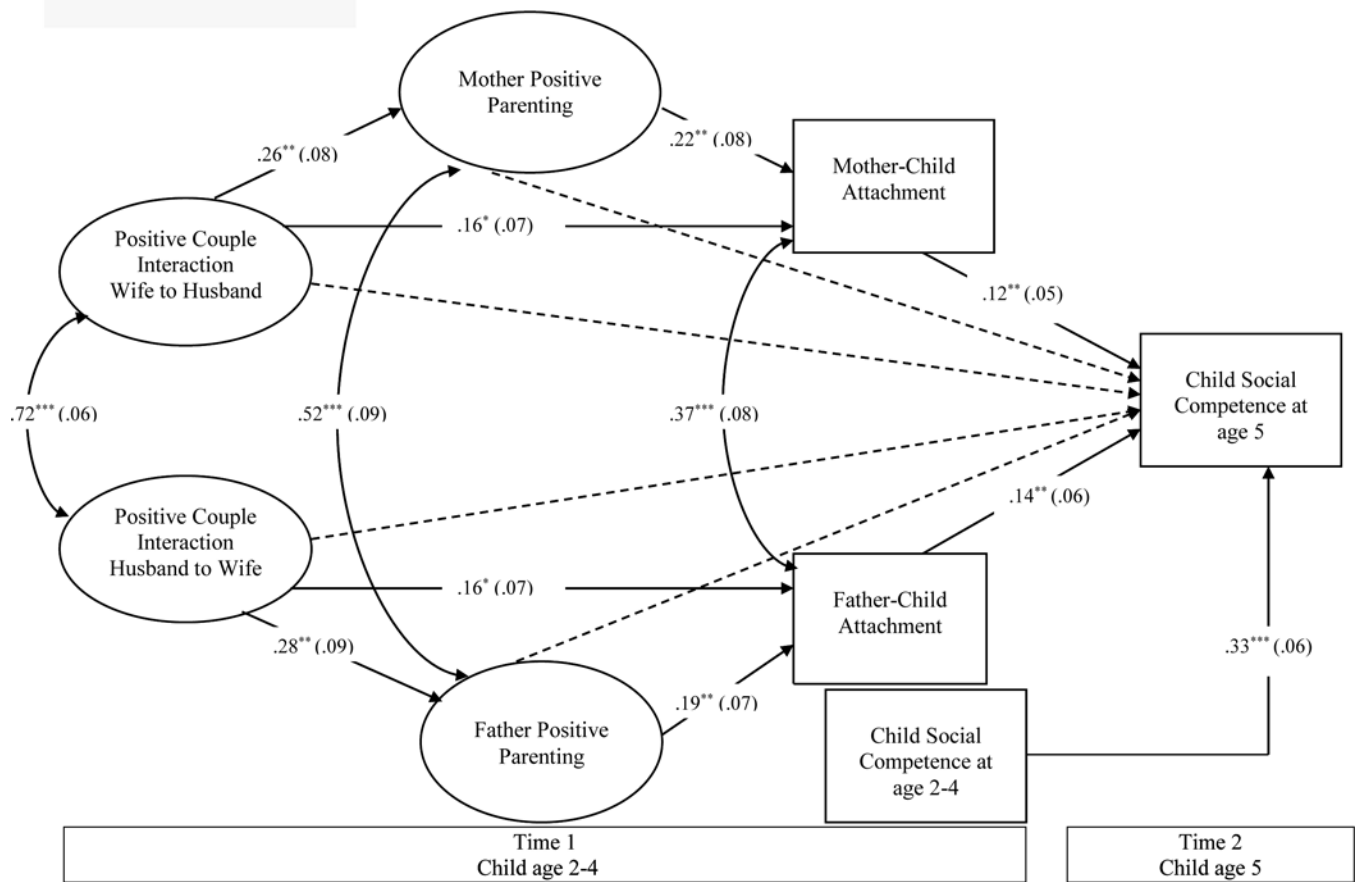 Mother Positive
Parenting
.26** (.08)
.22** (.08)
Mother-Child
Attachment
.16* (.07)
Positive Couple
Interaction
Wife to Husband
.12** (.05)
.72*** (.06)
.52*** (.09)
.37*** (.08)
Child Social
Competence at
age 5
Positive Couple
Interaction
Husband to Wife
.14** (.06)
.16* (.07)
Father-Child
Attachment
.28** (.09)
.33*** (.06)
.19** (.07)
Father Positive
Parenting
Child Social
Competence at
age 2-4
Time 1
Child age 2-4
Time 2
Child age 5